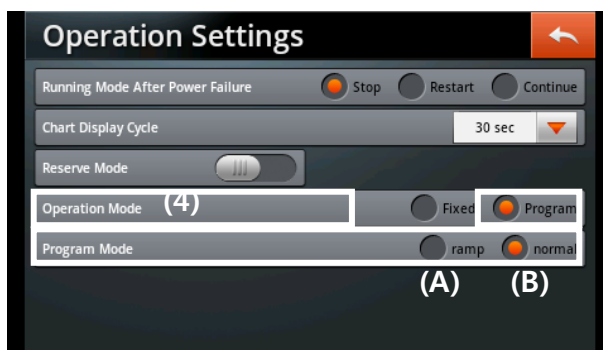 Operation Settings
Running Mode After Power Failure Stop Restart Continue
Chart Display Cycle 30 sec
Reserve Mode
Operation Mode (4) Fixed Program
Program Mode ramp normal
(A) (B)